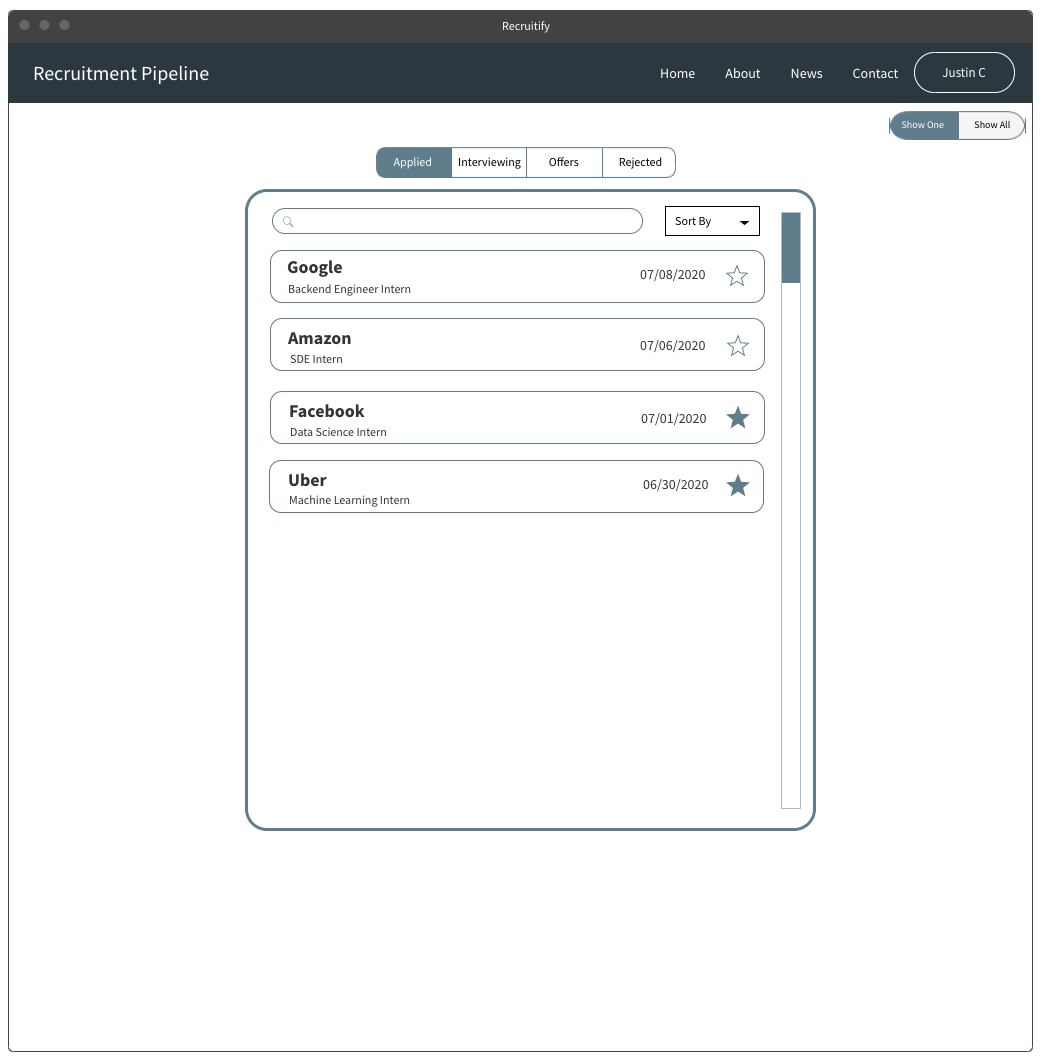 Recruitify
Recruitment Pipeline
Home
About
News
Contact
Justin C
Show One
Show All
Applied
Interviewing
Offers
Rejected
Sort By
Google
07/08/2020
Backend Engineer Intern
Amazon
07/06/2020
SDE Intern
Facebook
07/01/2020
Data Science Intern
Uber
06/30/2020
Machine Learning Intern